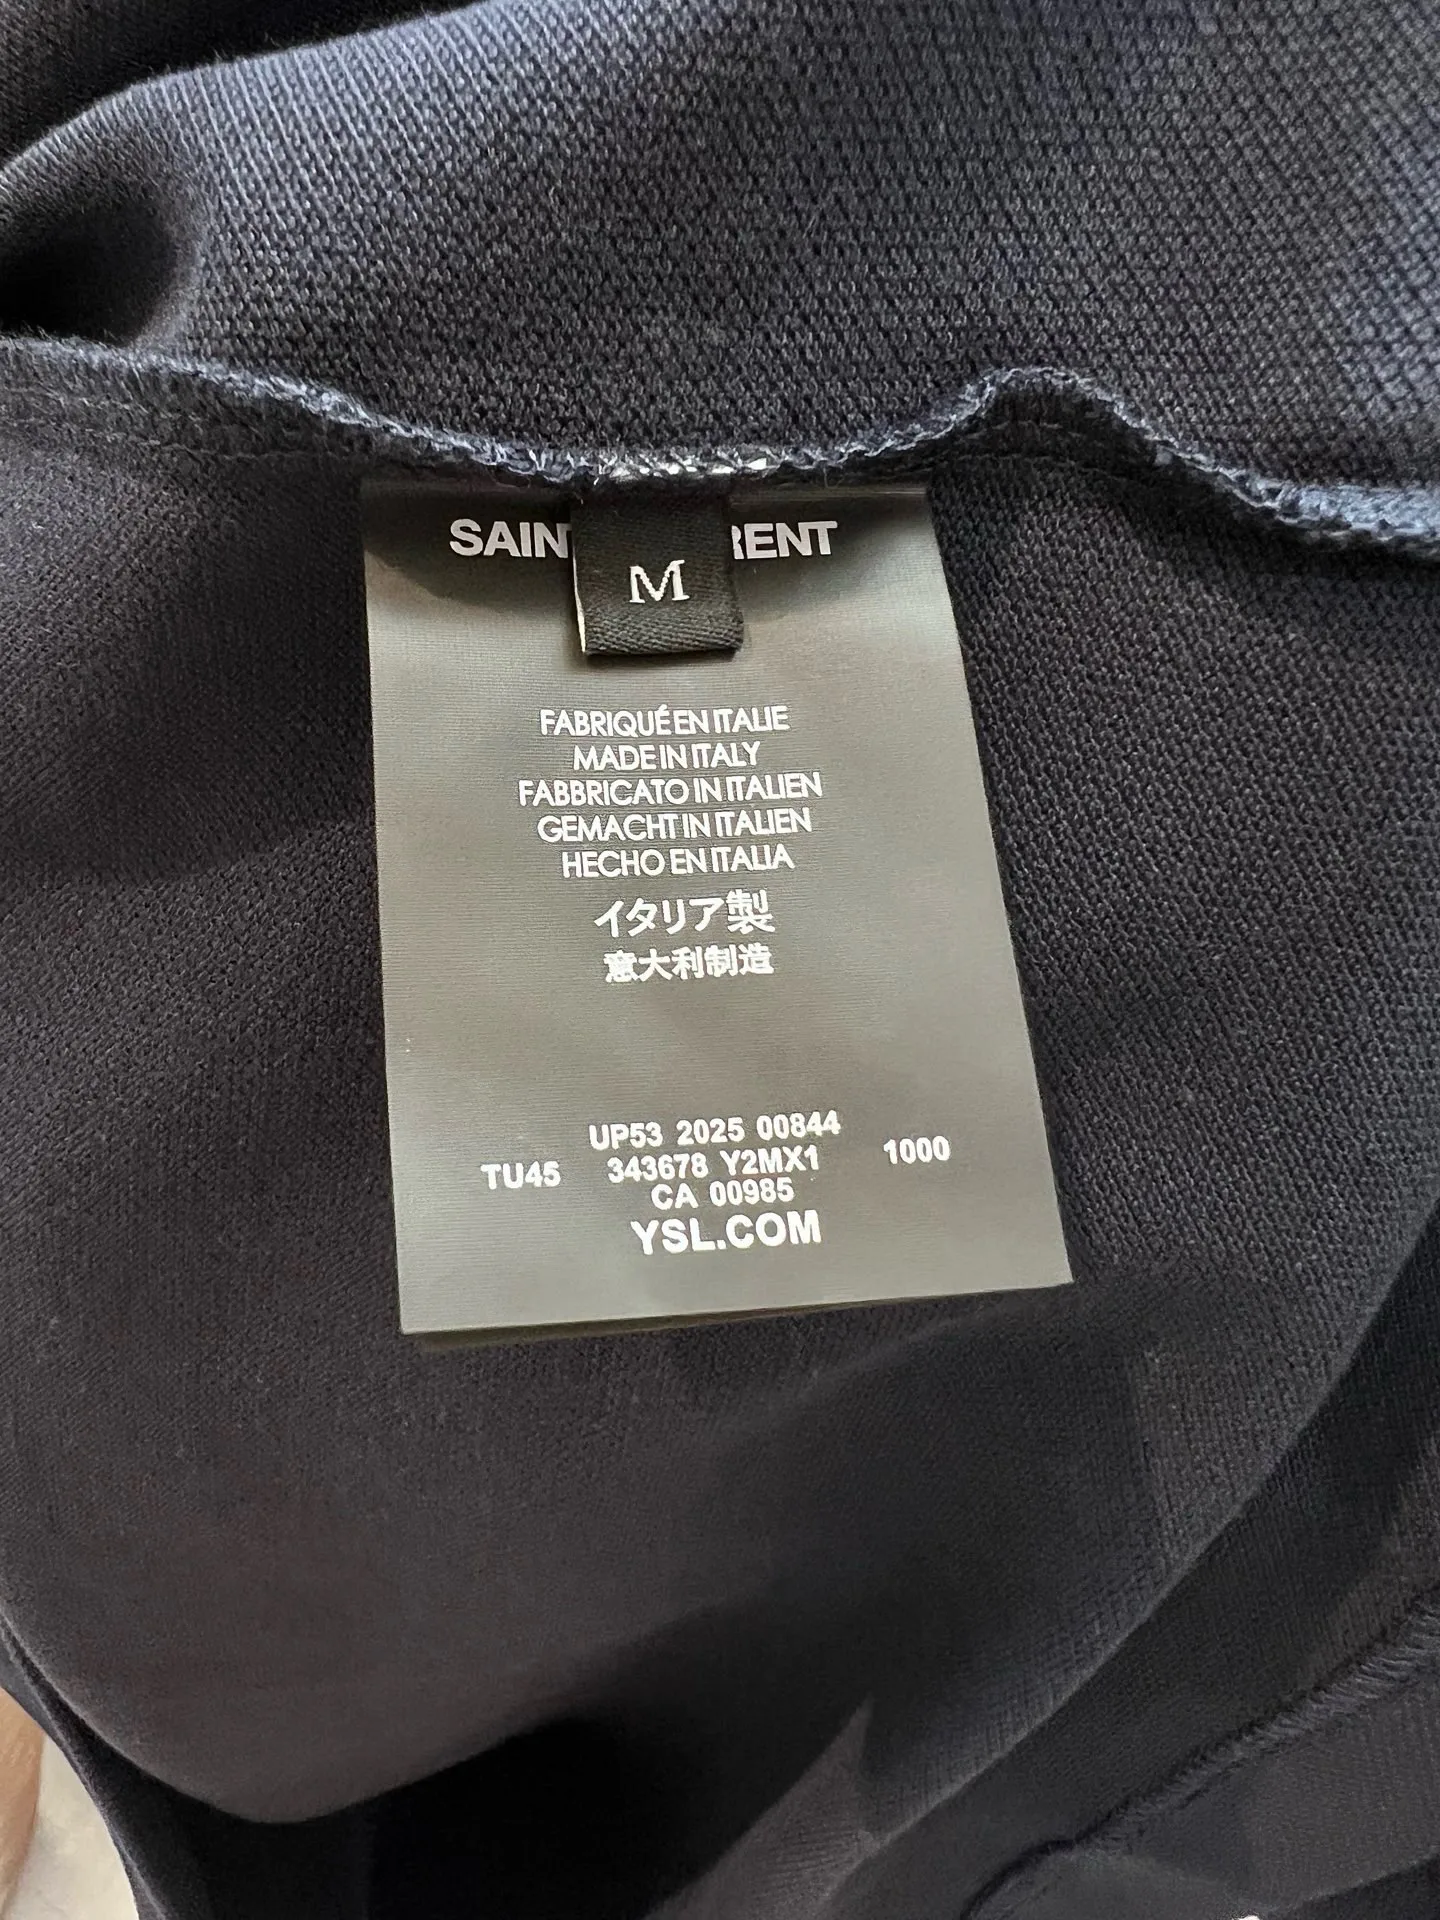 SAIN RENT
M
FABRIQUÉ EN ITALIE
MADE IN ITALY
FABBRICATO IN ITALIEN
GEMACHT IN ITALIEN
HECHO EN ITALIA
イタリア製
意大利制造
UP53 2025 00844
TU45 343678 Y2MX1 1000
CA 00985
YSL.COM